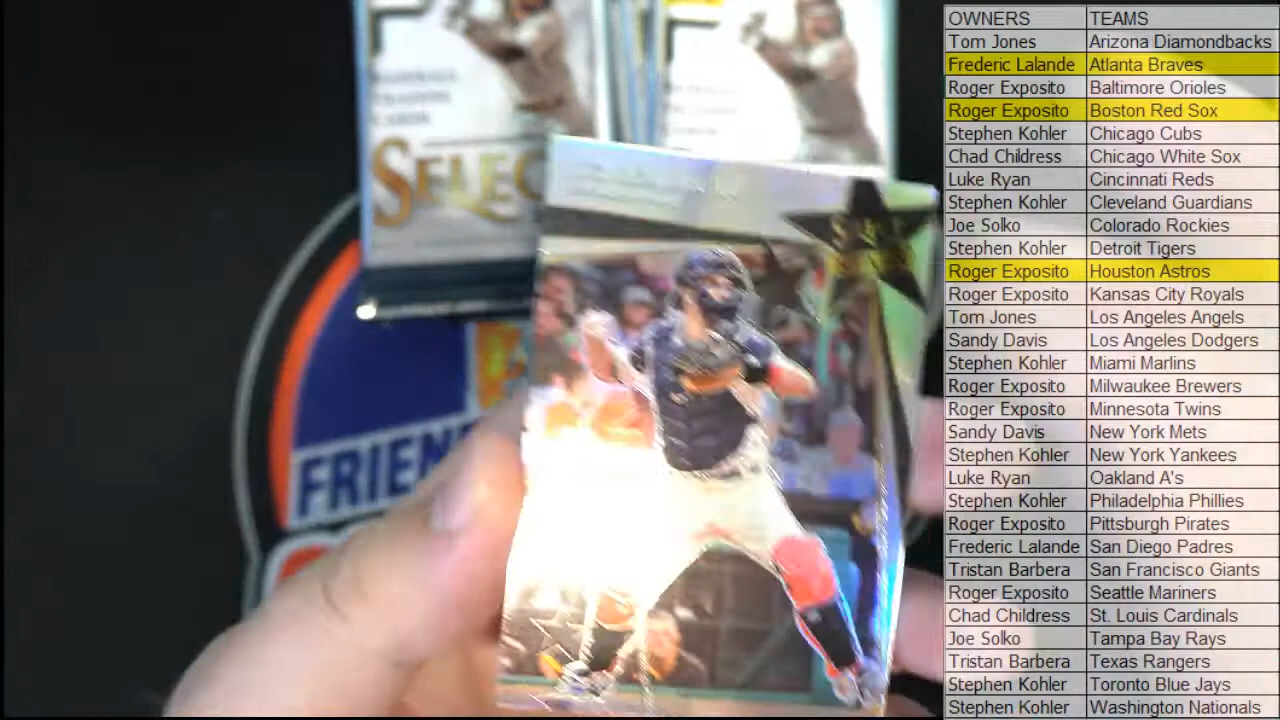 OWNERS TEAMS
Tom Jones Arizona Diamondbacks
Frederic Lalande Atlanta Braves
Roger Exposito Baltimore Orioles
Roger Exposito Boston Red Sox
Stephen Kohler Chicago Cubs
Chad Childress Chicago White Sox
Luke Ryan Cincinnati Reds
Stephen Kohler Cleveland Guardians
Joe Solko Colorado Rockies
Stephen Kohler Detroit Tigers
Roger Exposito Houston Astros
Roger Exposito Kansas City Royals
Tom Jones Los Angeles Angels
Sandy Davis Los Angeles Dodgers
Stephen Kohler Miami Marlins
Roger Exposito Milwaukee Brewers
Roger Exposito Minnesota Twins
Sandy Davis New York Mets
Stephen Kohler New York Yankees
Luke Ryan Oakland A's
Stephen Kohler Philadelphia Phillies
Roger Exposito Pittsburgh Pirates
Frederic Lalande San Diego Padres
Tristan Barbera San Francisco Giants
Roger Exposito Seattle Mariners
Chad Childress St. Louis Cardinals
Joe Solko Tampa Bay Rays
Tristan Barbera Texas Rangers
Stephen Kohler Toronto Blue Jays
Stephen Kohler Washington Nationals
SELEC
FRIEN